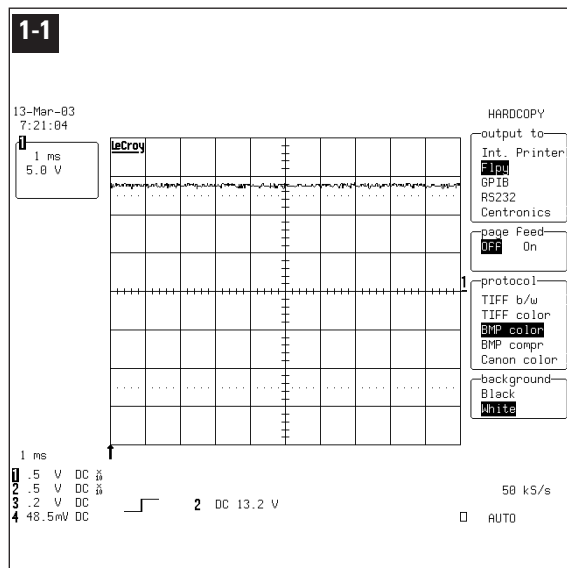 1-1
13-Mar-03
7:21:04
1
1 ms
5.0 V
LeCroy
1
HARDCOPY
output to
Int. Printer
Flpy
GPIB
RS232
Centronics
page feed
OFF On
protocol
TIFF b/w
TIFF color
BMP color
BMP compr
Canon color
background
Black
White
1 ms
1 .5 V DC X10
2 .5 V DC X10
3 .2 V DC
4 48.5mV DC
2 DC 13.2 V
50 kS/s
AUTO